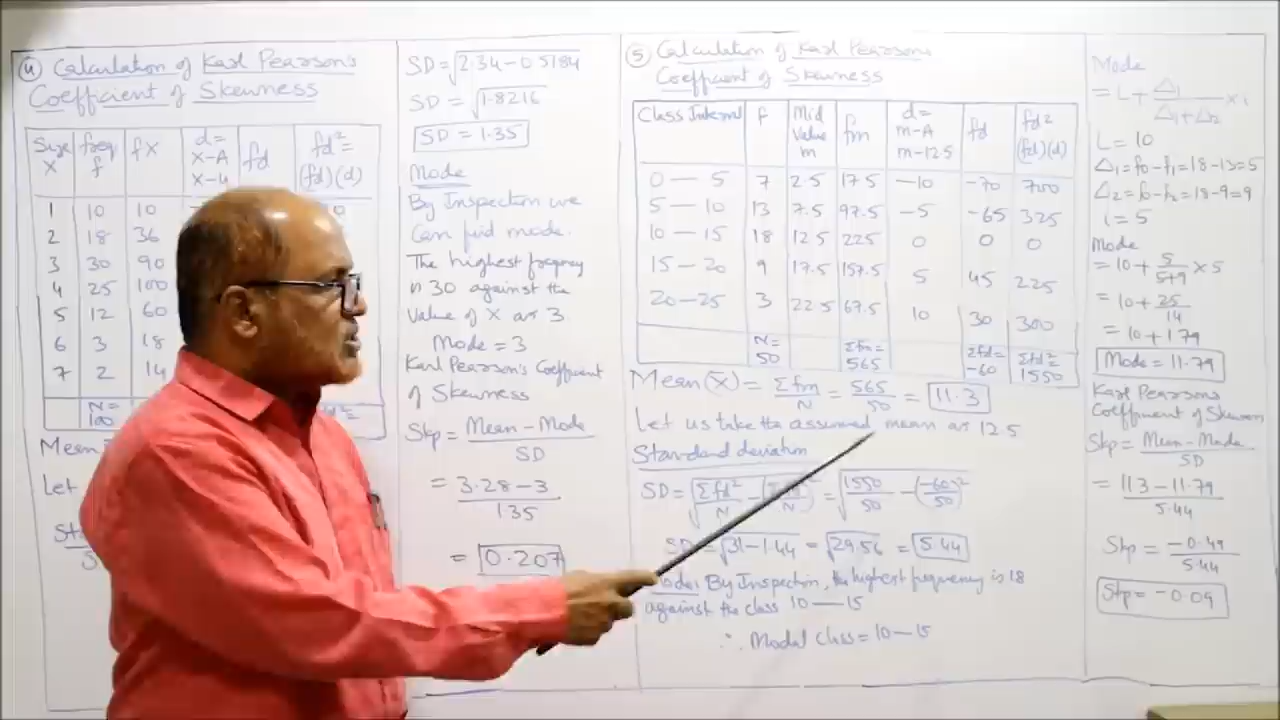 4 Calculation of Karl Pearson's
Coefficient of Skewness
Size X freq f fX d= X-A X-4 fd fd²= (fd)(d)
1 10 10
2 18 36
3 30 90
4 25 100
5 12 60
6 3 18
7 2 14
N= 100
Mean
Let
SD=√2.34-0.5184
SD = √1.8216
SD = 1.35
Mode
By Inspection we
Can find mode.
The highest freqency
is 30 against the
value of X as 3
Mode = 3
Karl Pearson's Coefficient
of Skewness
Skp = Mean-Mode / SD
= 3.28-3 / 1.35
= 0.207
5 Calculation of Karl Pearsons
Coefficient of Skewness
Class Interval f Mid Value m fm d= m-A m-12.5 fd fd² (fd)(d)
0-5 7 2.5 17.5 -10 -70 700
5-10 13 7.5 97.5 -5 -65 325
10-15 18 12.5 225 0 0 0
15-20 9 17.5 157.5 5 45 225
20-25 3 22.5 67.5 10 30 300
N= 50 Σfm= 565 Σfd= -60 Σfd²= 1550
Mean (X̄) = Σfm/N = 565/50 = 11.3
Let us take the assumed mean as 12.5
Standard deviation
SD = √Σfd²/N - = √1550/50 - (-60/50)²
SD = √31-1.44 = √29.56 = 5.44
By Inspection, the highest frequency is 18
against the class 10-15
∴ Modal class = 10-15
Mode
= L + Δ1/Δ1+Δ2 × i
L = 10
Δ1 = f0-f1 = 18-13 = 5
Δ2 = f0-f2 = 18-9 = 9
i = 5
Mode
= 10 + 5/5+9 × 5
= 10 + 25/14
= 10 + 1.79
Mode = 11.79
Karl Pearsons
Coefficient of Skewness
Skp = Mean-Mode / SD
= 11.3-11.79 / 5.44
Skp = -0.49 / 5.44
Skp = -0.09